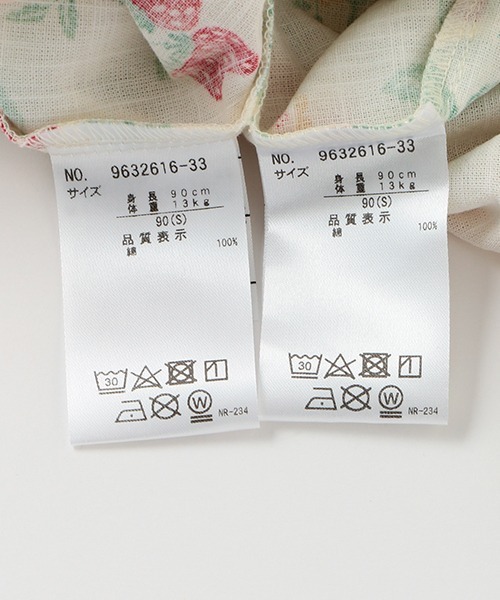 NO. 9632616-33
サイズ
身長 90cm
体重 13kg
90(S)
品質表示
綿 100%
30
W
NR-234
NO. 9632616-33
サイズ
身長 90cm
体重 13kg
90(S)
品質表示
綿 100%
30
W
NR-234